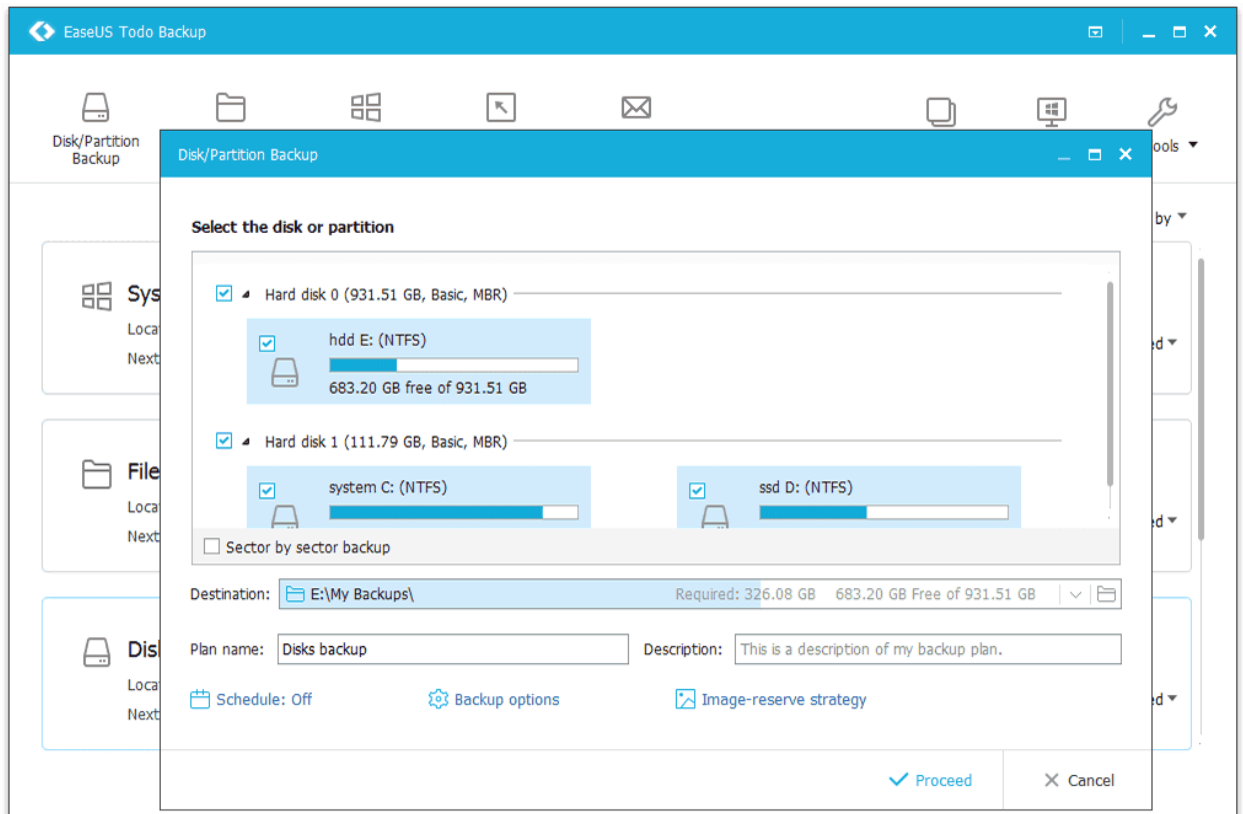 EaseUS Todo Backup
Disk/Partition
Backup
ools
Disk/Partition Backup
by
Select the disk or partition
Hard disk 0 (931.51 GB, Basic, MBR)
hdd E: (NTFS)
683.20 GB free of 931.51 GB
Hard disk 1 (111.79 GB, Basic, MBR)
system C: (NTFS)
ssd D: (NTFS)
Sector by sector backup
Destination: E:\My Backups\ Required: 326.08 GB 683.20 GB Free of 931.51 GB
Plan name: Disks backup Description: This is a description of my backup plan.
Schedule: Off Backup options Image-reserve strategy
Proceed Cancel
Sys
Loca
Next
ed
File
Loca
Next
ed
Disl
Loca
Next
ed